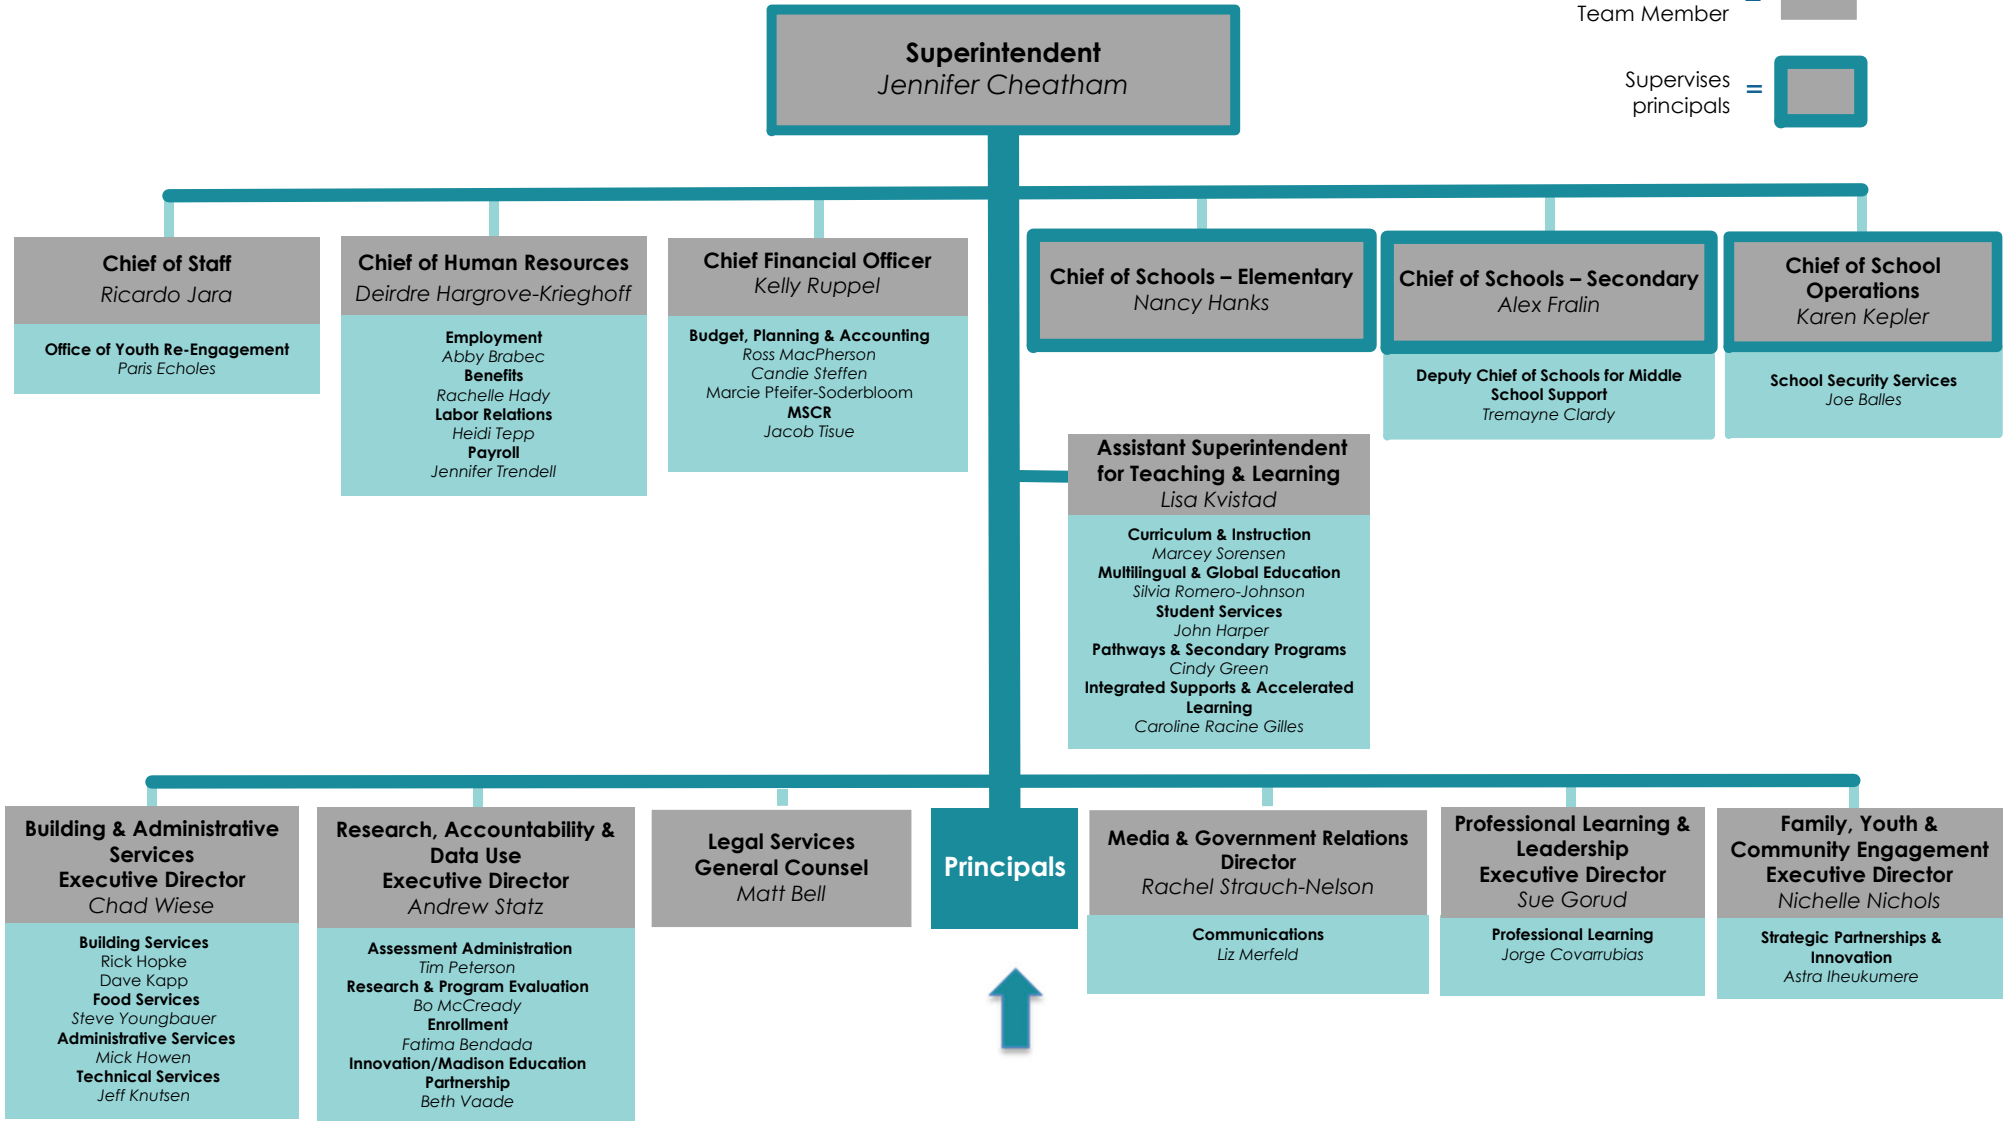 Team Member =
Supervises
principals =
Superintendent
Jennifer Cheatham
Chief of Staff
Ricardo Jara
Office of Youth Re-Engagement
Paris Echoles
Chief of Human Resources
Deirdre Hargrove-Krieghoff
Employment
Abby Brabec
Benefits
Rachelle Hady
Labor Relations
Heidi Tepp
Payroll
Jennifer Trendell
Chief Financial Officer
Kelly Ruppel
Budget, Planning & Accounting
Ross MacPherson
Candie Steffen
Marcie Pfeifer-Soderbloom
MSCR
Jacob Tisue
Chief of Schools – Elementary
Nancy Hanks
Chief of Schools – Secondary
Alex Fralin
Deputy Chief of Schools for Middle
School Support
Tremayne Clardy
Chief of School
Operations
Karen Kepler
School Security Services
Joe Balles
Assistant Superintendent
for Teaching & Learning
Lisa Kvistad
Curriculum & Instruction
Marcey Sorensen
Multilingual & Global Education
Silvia Romero-Johnson
Student Services
John Harper
Pathways & Secondary Programs
Cindy Green
Integrated Supports & Accelerated
Learning
Caroline Racine Gilles
Building & Administrative
Services
Executive Director
Chad Wiese
Building Services
Rick Hopke
Dave Kapp
Food Services
Steve Youngbauer
Administrative Services
Mick Howen
Technical Services
Jeff Knutsen
Research, Accountability &
Data Use
Executive Director
Andrew Statz
Assessment Administration
Tim Peterson
Research & Program Evaluation
Bo McCready
Enrollment
Fatima Bendada
Innovation/Madison Education
Partnership
Beth Vaade
Legal Services
General Counsel
Matt Bell
Principals
Media & Government Relations
Director
Rachel Strauch-Nelson
Communications
Liz Merfeld
Professional Learning &
Leadership
Executive Director
Sue Gorud
Professional Learning
Jorge Covarrubias
Family, Youth &
Community Engagement
Executive Director
Nichelle Nichols
Strategic Partnerships &
Innovation
Astra Iheukumere